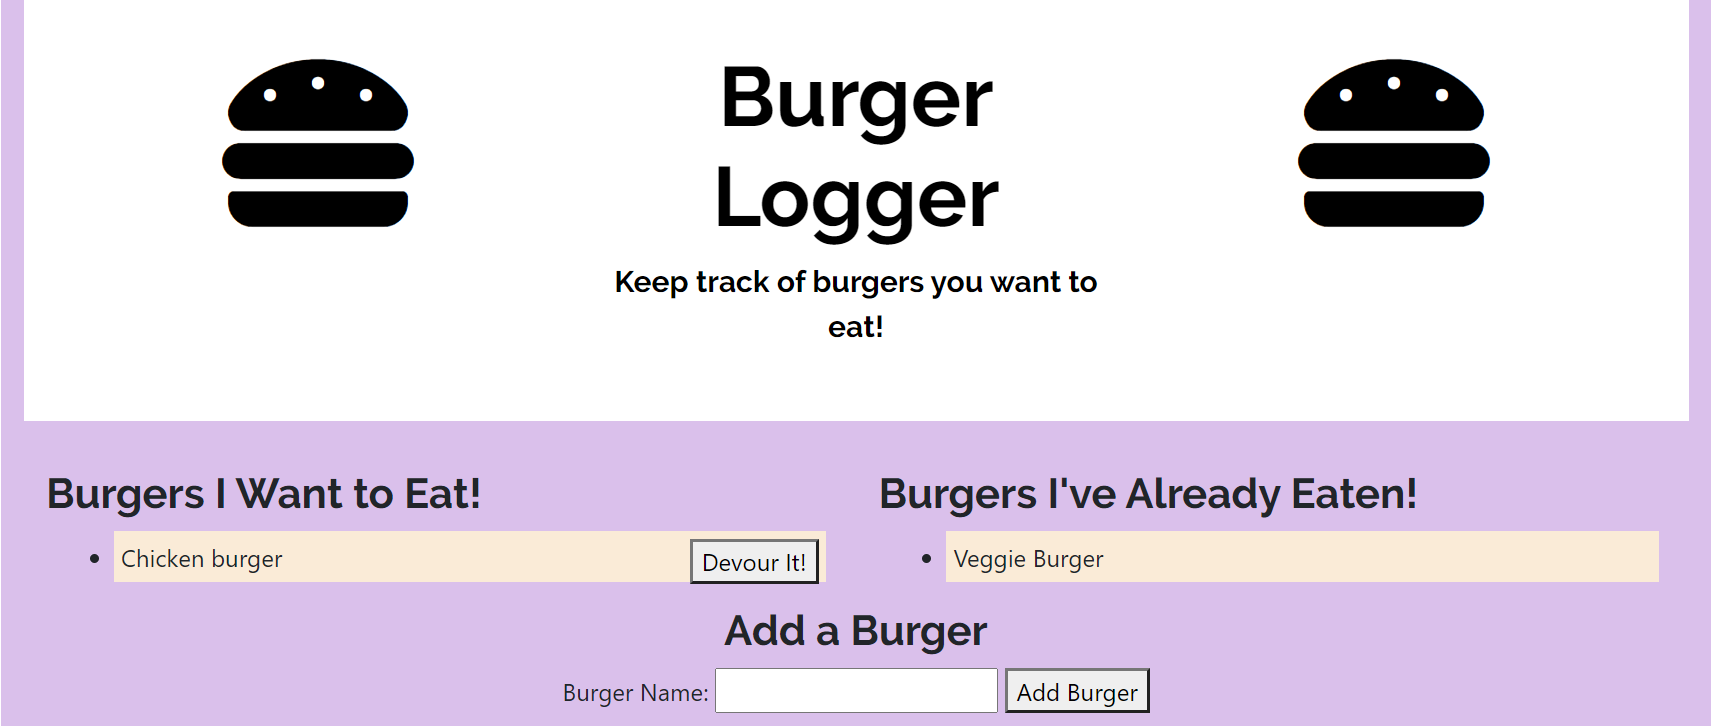 Burger
Logger
Keep track of burgers you want to
eat!
Burgers I Want to Eat!
Chicken burger
Devour It!
Burgers I've Already Eaten!
Veggie Burger
Add a Burger
Burger Name:
Add Burger